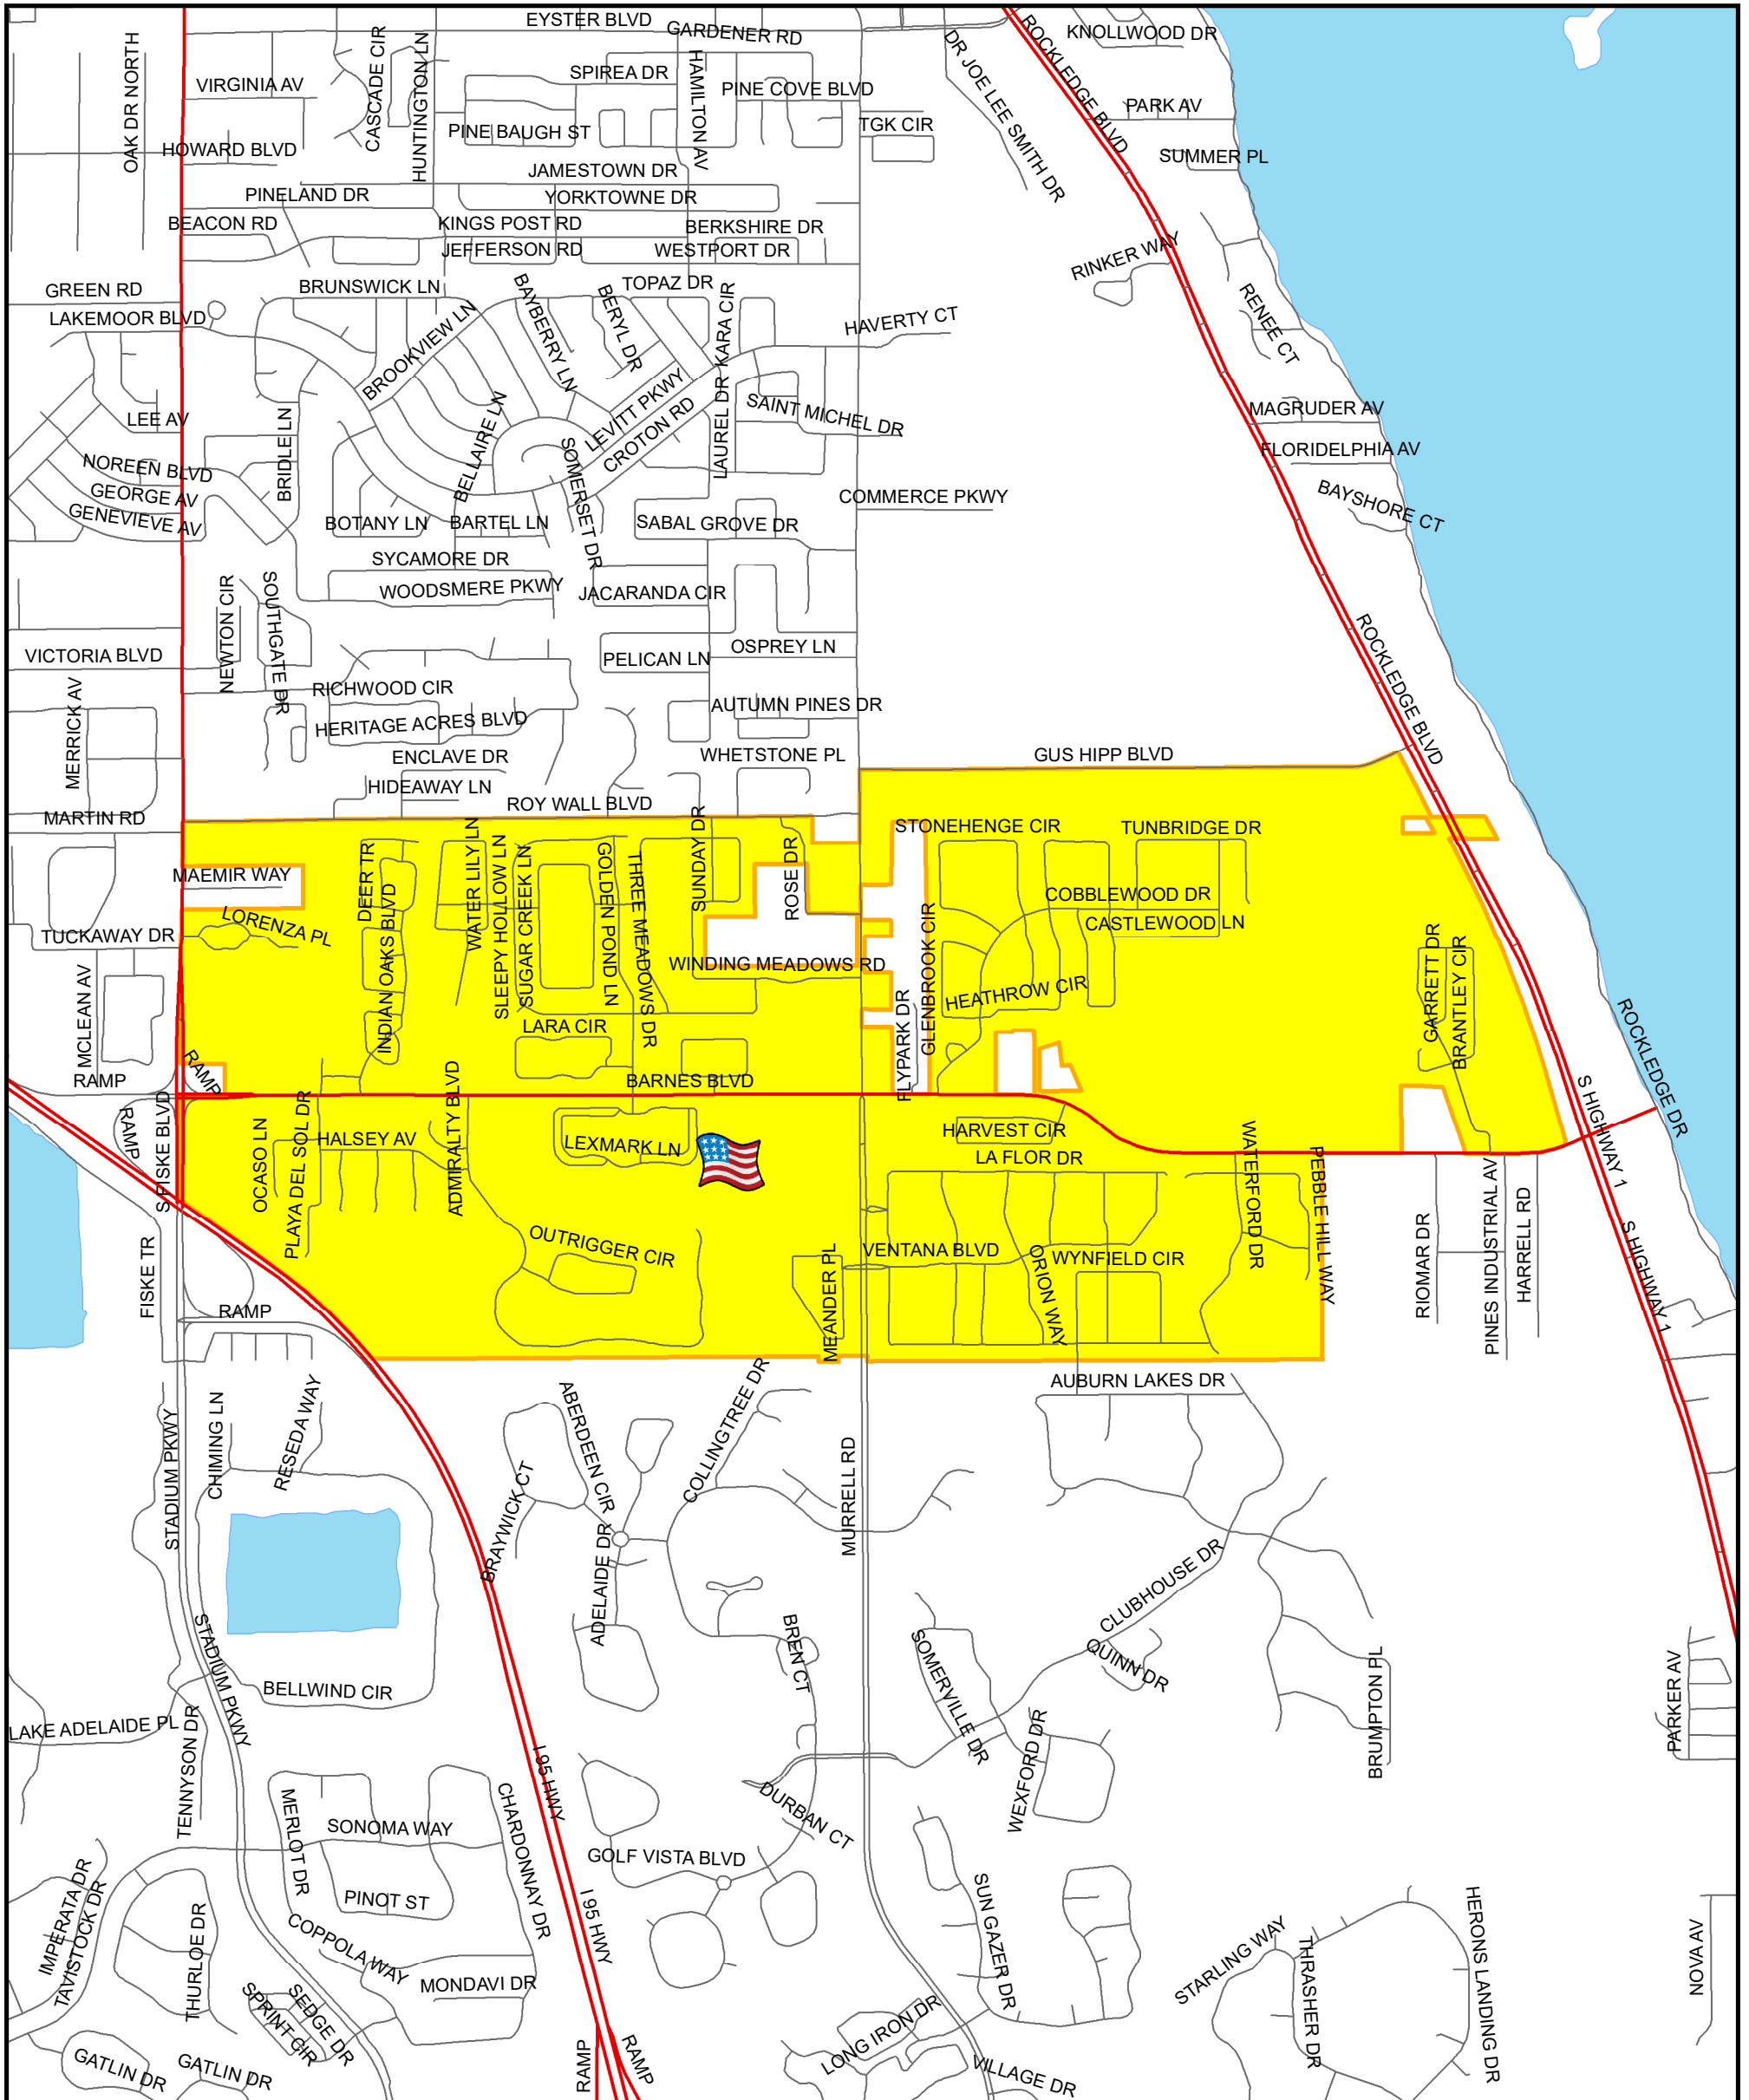 EYSTER BLVD
GARDENER RD
KNOLLWOOD DR
OAK DR NORTH
CASCADE CIR
HUNTINGTON LN
HAMILTON AV
DR JOE LEE SMITH DR
ROCKLEDGE BLVD
SPIREA DR
VIRGINIA AV
PINE COVE BLVD
PARK AV
PINE BAUGH ST
TGK CIR
HOWARD BLVD
SUMMER PL
JAMESTOWN DR
PINELAND DR
YORKTOWNE DR
BEACON RD
KINGS POST RD
BERKSHIRE DR
JEFFERSON RD
WESTPORT DR
RINKER WAY
GREEN RD
BRUNSWICK LN
TOPAZ DR
LAKEMOOR BLVD
BROOKVIEW LN
BAYBERRY LN
BERYL DR
KARA CIR
HAVERTY CT
RENEE CT
LEE AV
BRIDLE LN
BELLAIRE LN
LEVITT PKWY
CROTON RD
LAUREL DR
SAINT MICHEL DR
MAGRUDER AV
FLORIDELPHIA AV
NOREEN BLVD
GEORGE AV
GENEVIEVE AV
SOMERSET DR
COMMERCE PKWY
BAYSHORE CT
BOTANY LN
BARTEL LN
SABAL GROVE DR
SYCAMORE DR
WOODSMERE PKWY
JACARANDA CIR
NEWTON CIR
SOUTHGATE DR
VICTORIA BLVD
OSPREY LN
PELICAN LN
ROCKLEDGE BLVD
MERRICK AV
RICHWOOD CIR
HERITAGE ACRES BLVD
AUTUMN PINES DR
ENCLAVE DR
WHETSTONE PL
GUS HIPP BLVD
HIDEAWAY LN
ROY WALL BLVD
MARTIN RD
STONEHENGE CIR
TUNBRIDGE DR
MAEMIR WAY
DEER TR
WATER LILY LN
SLEEPY HOLLOW LN
SUGAR CREEK LN
GOLDEN POND LN
THREE MEADOWS DR
SUNDAY DR
ROSE DR
COBBLEWOOD DR
CASTLEWOOD LN
LORENZA PL
INDIAN OAKS BLVD
TUCKAWAY DR
WINDING MEADOWS RD
GLENBROOK CIR
HEATHROW CIR
GARRETT DR
BRANTLEY CIR
MCLEAN AV
LARA CIR
FLYPARK DR
ROCKLEDGE DR
RAMP
RAMP
BARNES BLVD
RAMP
S FISKE BLVD
OCASO LN
PLAYA DEL SOL DR
HALSEY AV
ADMIRALTY BLVD
LEXMARK LN
HARVEST CIR
LA FLOR DR
WATERFORD DR
PEBBLE HILL WAY
S HIGHWAY 1
FISKE TR
OUTRIGGER CIR
MEANDER PL
VENTANA BLVD
ORION WAY
WYNFIELD CIR
RIOMAR DR
PINES INDUSTRIAL AV
HARRELL RD
S HIGHWAY 1
RAMP
AUBURN LAKES DR
STADIUM PKWY
CHIMING LN
RESEDA WAY
BRAYWICK CT
ABERDEEN CIR
COLLINGTREE DR
MURRELL RD
ADELAIDE DR
CLUBHOUSE DR
QUINN DR
STADIUM PKWY
BELLWIND CIR
BREN CT
SOMERVILLE DR
BRUMPTON PL
PARKER AV
LAKE ADELAIDE PL
TENNYSON DR
I 95 HWY
WEXFORD DR
DURBAN CT
MERLOT DR
SONOMA WAY
CHARDONNAY DR
GOLF VISTA BLVD
PINOT ST
IMPERATA DR
TAVISTOCK DR
THURLOE DR
COPPOLA WAY
MONDAVI DR
I 95 HWY
SUN GAZER DR
STARLING WAY
THRASHER DR
HERONS LANDING DR
NOVA AV
SPRINT CIR
SEDGE DR
LONG IRON DR
VILLAGE DR
GATLIN DR
GATLIN DR
RAMP
RAMP